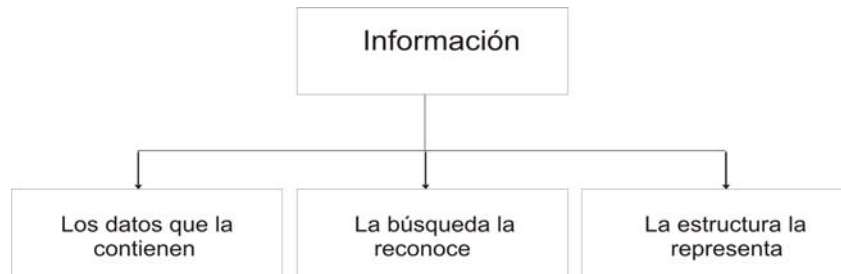 Información
Los datos que la
contienen
La búsqueda la
reconoce
La estructura la
representa